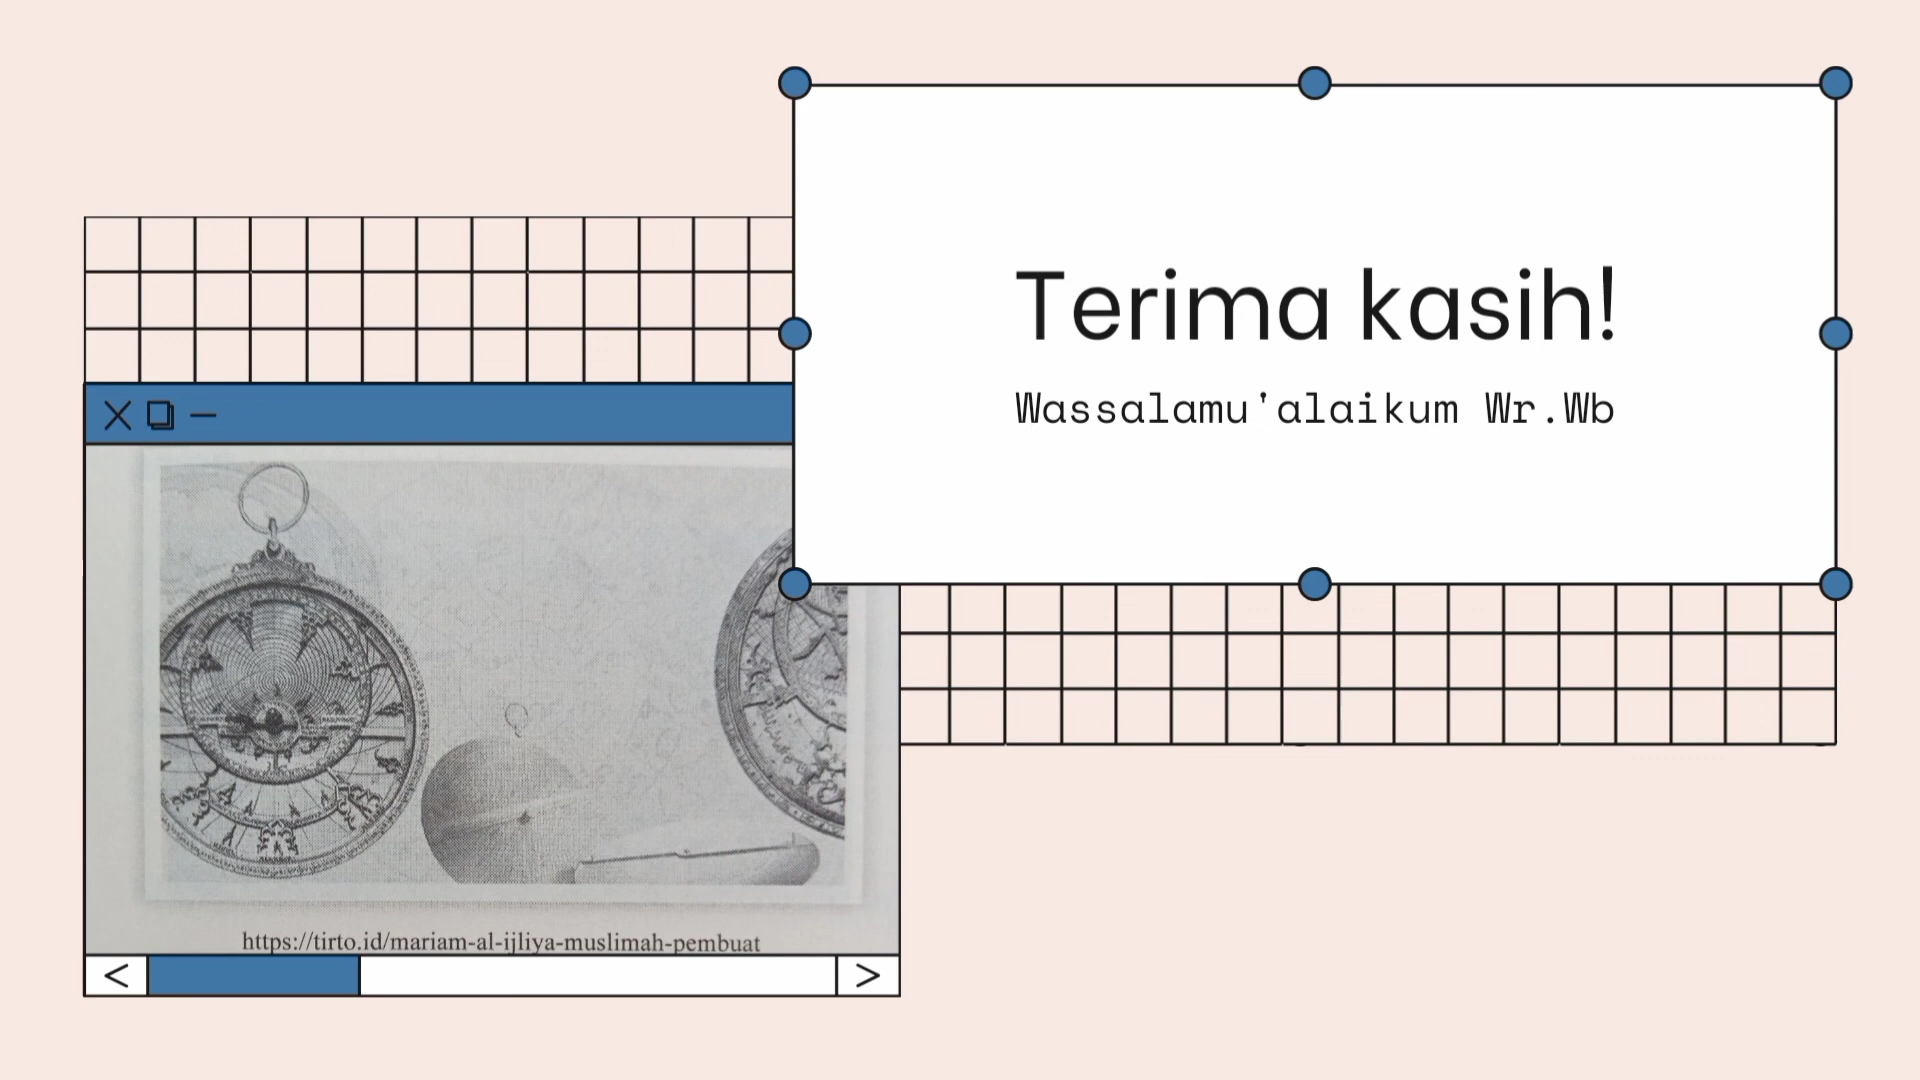 Terima kasih!
Wassalamu'alaikum Wr.Wb
https://tirto.id/mariam-al-ijliya-muslimah-pembuat